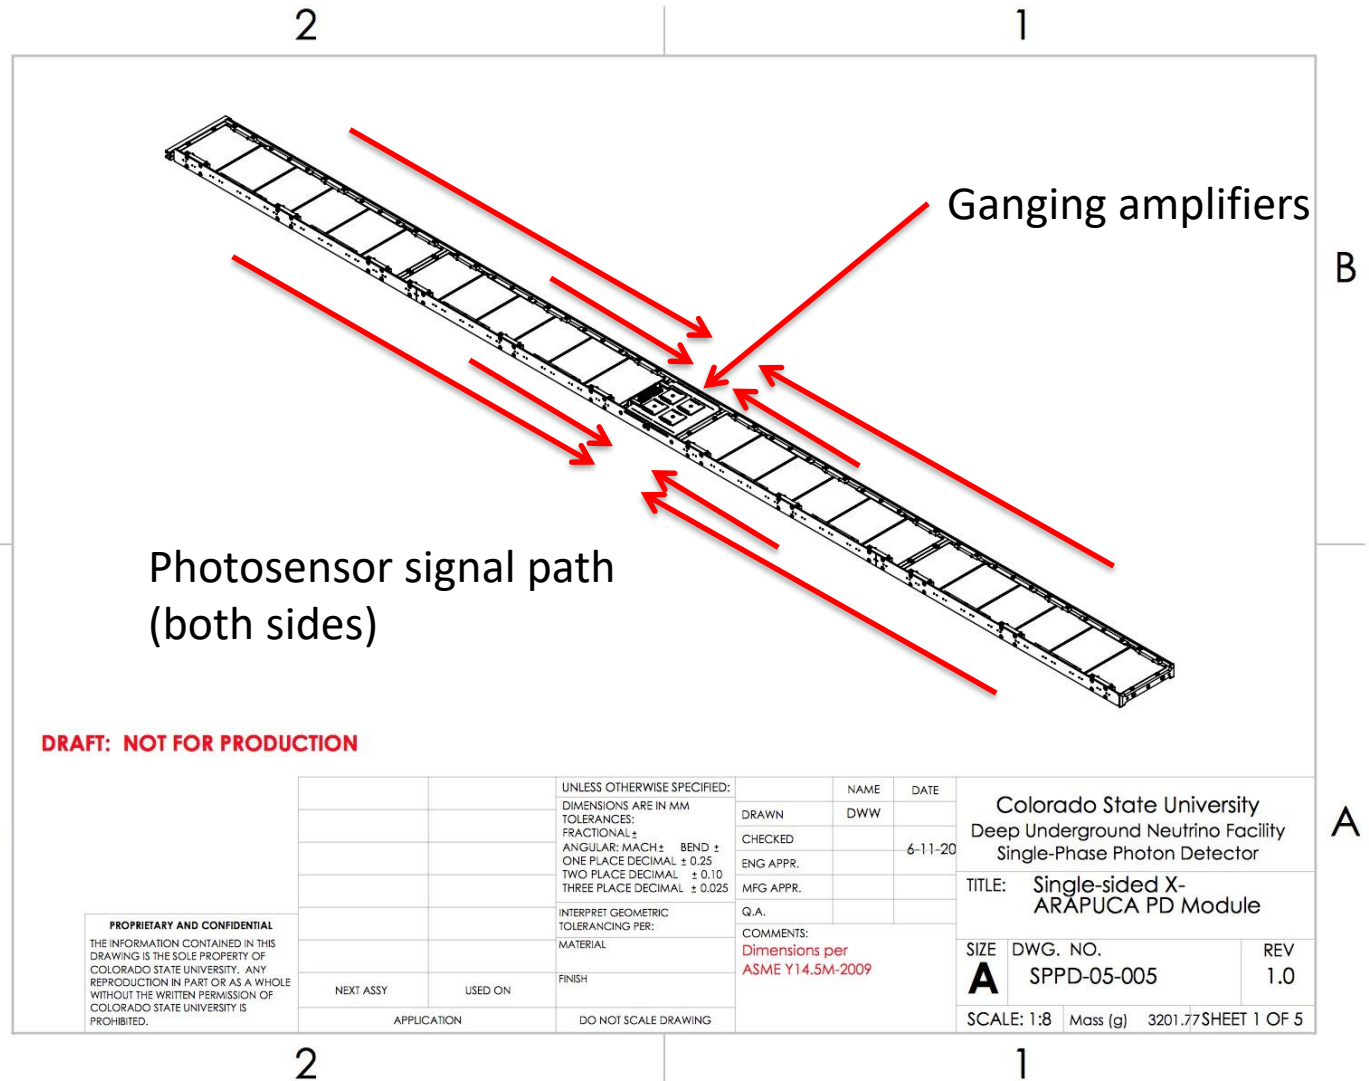 2
1
Ganging amplifiers
B
Photosensor signal path
(both sides)
DRAFT: NOT FOR PRODUCTION
A
PROPRIETARY AND CONFIDENTIAL
THE INFORMATION CONTAINED IN THIS
DRAWING IS THE SOLE PROPERTY OF
COLORADO STATE UNIVERSITY. ANY
REPRODUCTION IN PART OR AS A WHOLE
WITHOUT THE WRITTEN PERMISSION OF
COLORADO STATE UNIVERSITY IS
PROHIBITED.
NEXT ASSY
USED ON
APPLICATION
UNLESS OTHERWISE SPECIFIED:
DIMENSIONS ARE IN MM
TOLERANCES:
FRACTIONAL±
ANGULAR: MACH± BEND ±
ONE PLACE DECIMAL ± 0.25
TWO PLACE DECIMAL ± 0.10
THREE PLACE DECIMAL ± 0.025
INTERPRET GEOMETRIC
TOLERANCING PER:
MATERIAL
FINISH
DO NOT SCALE DRAWING
NAME
DATE
DRAWN
DWW
CHECKED
6-11-20
ENG APPR.
MFG APPR.
Q.A.
COMMENTS:
Dimensions per
ASME Y14.5M-2009
Colorado State University
Deep Underground Neutrino Facility
Single-Phase Photon Detector
TITLE: Single-sided X-
ARAPUCA PD Module
SIZE
A
DWG. NO.
SPPD-05-005
REV
1.0
SCALE: 1:8
Mass (g) 3201.77
SHEET 1 OF 5
2
1